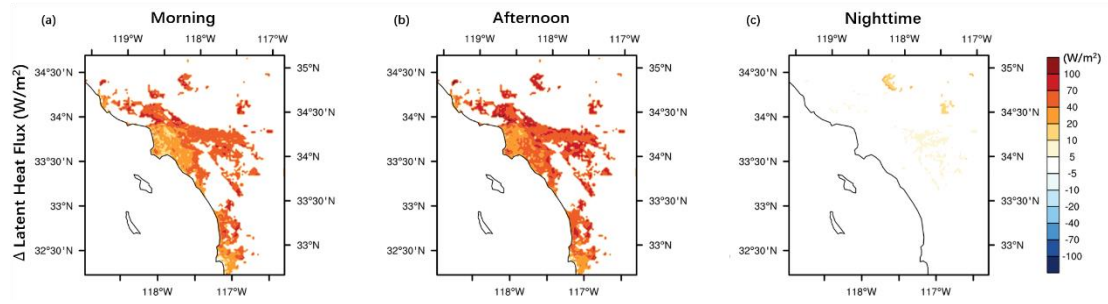 (a) Morning
119°W 118°W 117°W
Δ Latent Heat Flux (W/m²)
34°30'N
34°N
33°30'N
33°N
32°30'N
35°N
34°30'N
34°N
33°30'N
33°N
118°W 117°W
(b) Afternoon
119°W 118°W 117°W
34°30'N
34°N
33°30'N
33°N
32°30'N
35°N
34°30'N
34°N
33°30'N
33°N
118°W 117°W
(c) Nighttime
119°W 118°W 117°W
34°30'N
34°N
33°30'N
33°N
32°30'N
35°N
34°30'N
34°N
33°30'N
33°N
118°W 117°W
(W/m²)
100
70
40
20
10
5
-5
-10
-20
-40
-70
-100